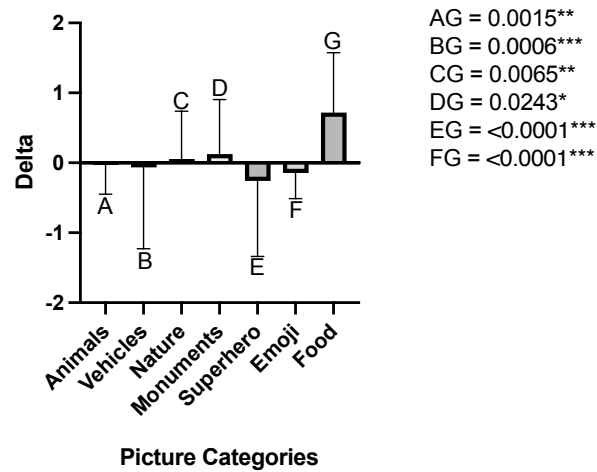 2
1
0
-1
-2
Delta
A
B
C
D
E
F
G
Animals
Vehicles
Nature
Monuments
Superhero
Emoji
Food
Picture Categories
AG = 0.0015**
BG = 0.0006***
CG = 0.0065**
DG = 0.0243*
EG = <0.0001***
FG = <0.0001***